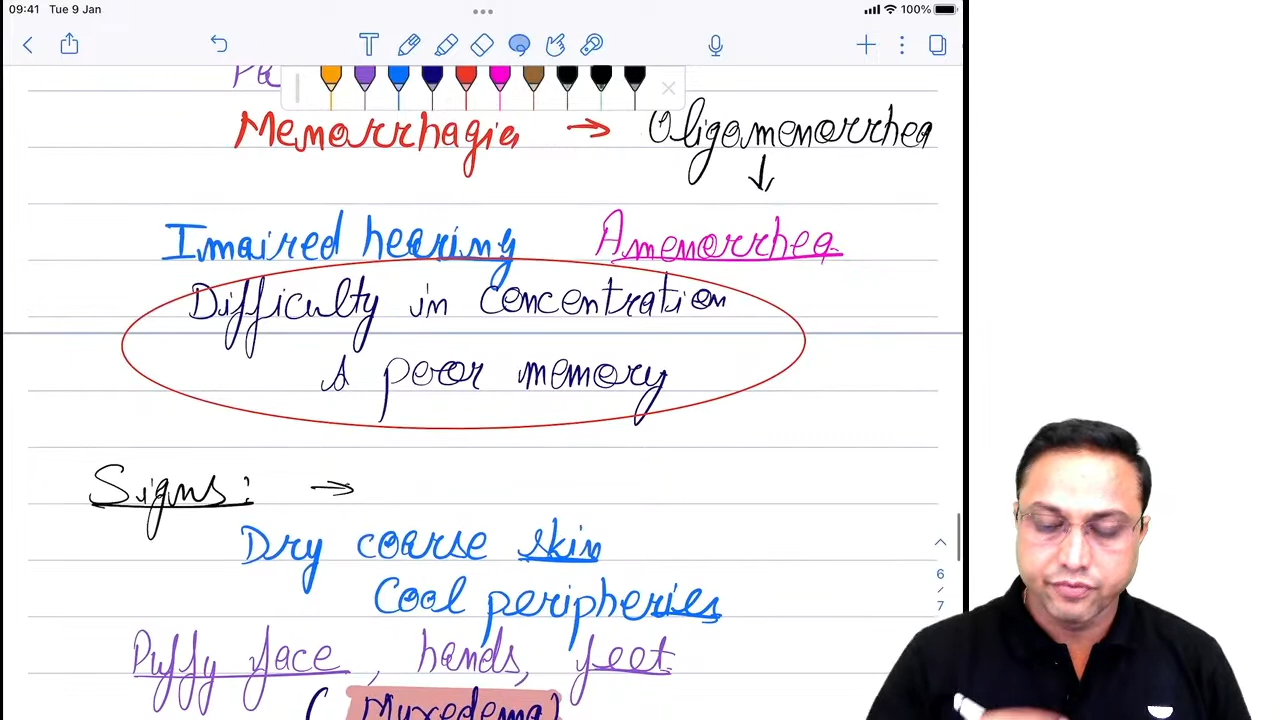 09:41 Tue 9 Jan
100%
T
Menorrhagia → Oligomenorrhea
↓
Imaired hearing Amenorrhea
Difficulty in concentration
& poor memory
Signs: →
Dry coarse skin
Cool peripheries
Puffy face, hands, feet
(Myxedema)
6
/
7